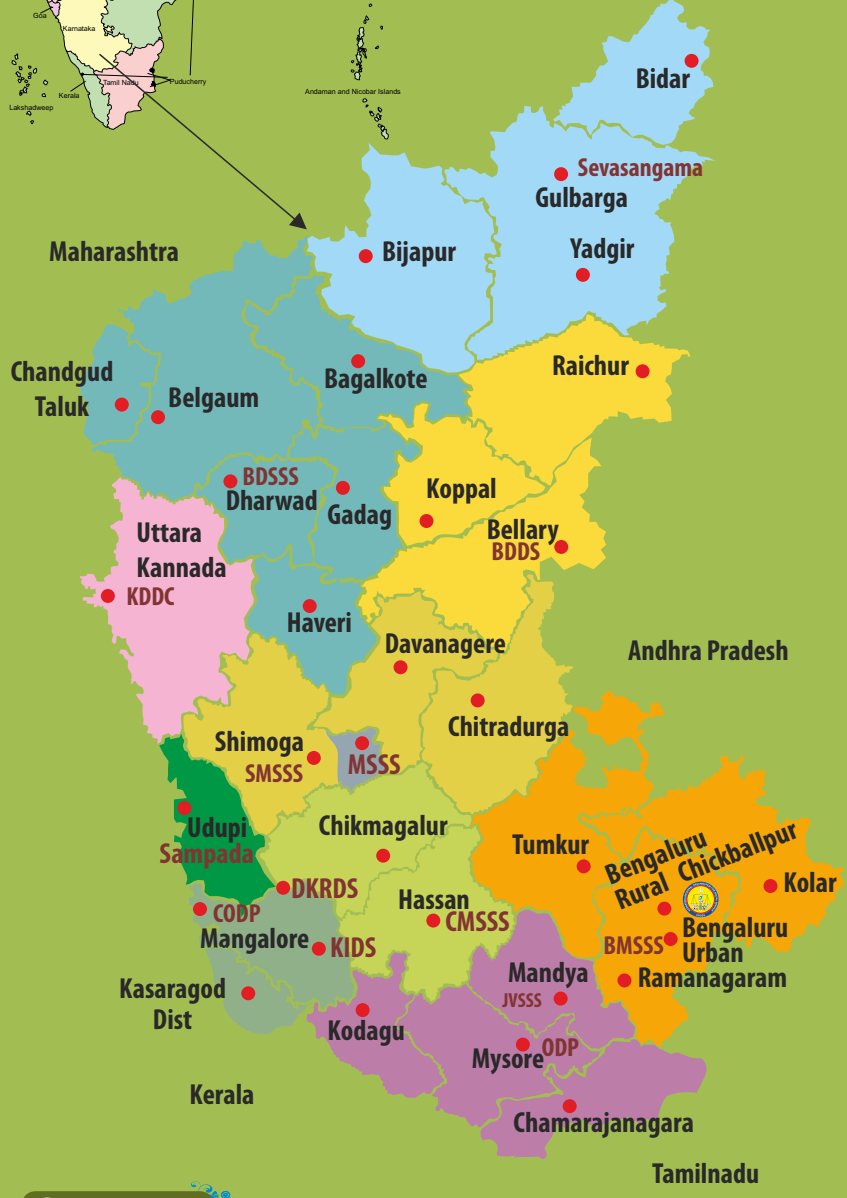 Goa
Karnataka
Tamil Nadu
Puducherry
Kerala
Lakshadweep
Andaman and Nicobar Islands
Bidar
Sevasangama
Gulbarga
Maharashtra
Bijapur
Yadgir
Raichur
Chandgud
Taluk
Bagalkote
Belgaum
BDSSS
Dharwad
Gadag
Koppal
Bellary
BDDS
Uttara
Kannada
KDDC
Haveri
Davanagere
Andhra Pradesh
Chitradurga
Shimoga
SMSSS
MSSS
Udupi
Sampada
Chikmagalur
Tumkur
Bengaluru
Rural
Chickballpur
Kolar
DKRDS
Hassan
CMSSS
CODP
Mangalore
KIDS
BMSSS
Bengaluru
Urban
Ramanagaram
Kasaragod
Dist
Mandya
JVSSS
Kodagu
Mysore
ODP
Kerala
Chamarajanagara
Tamilnadu